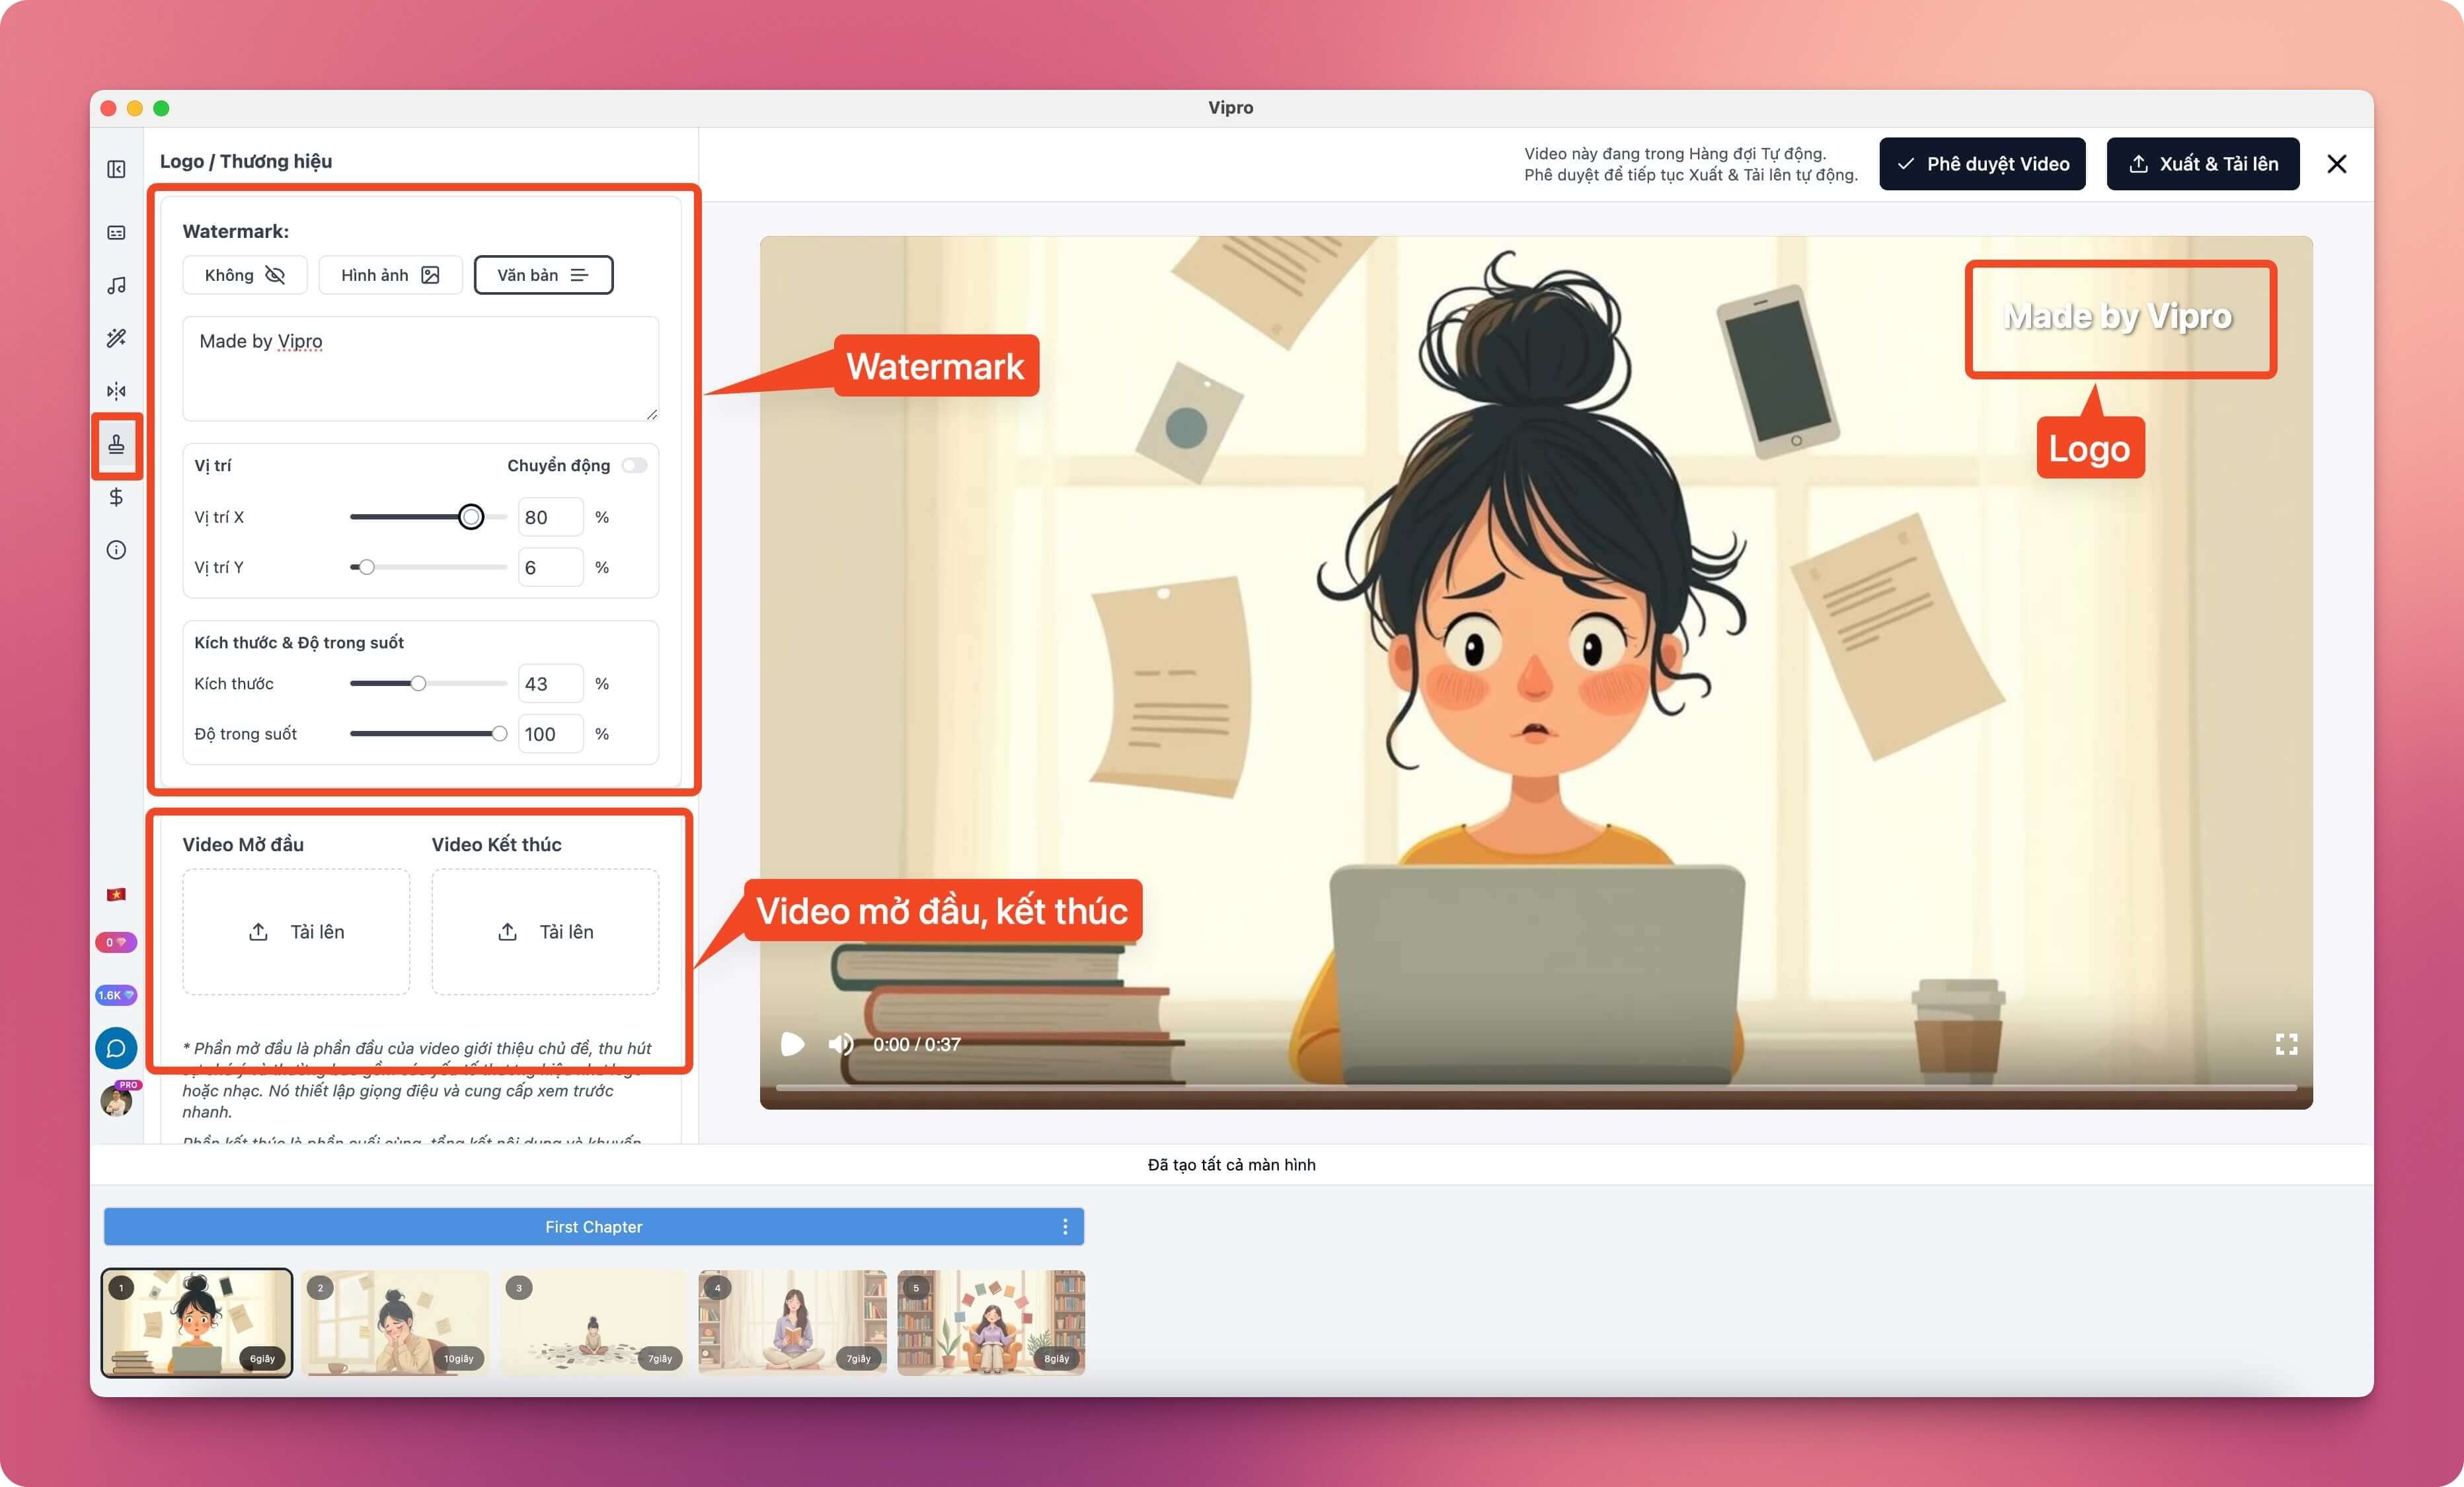 Vipro
Logo / Thương hiệu
Video này đang trong Hàng đợi Tự động.
Phê duyệt để tiếp tục Xuất & Tải lên tự động.
Phê duyệt Video
Xuất & Tải lên
Watermark:
Không
Hình ảnh
Văn bản
Made by Vipro
Vị trí
Chuyển động
Vị trí X
80
%
Vị trí Y
6
%
Kích thước & Độ trong suốt
Kích thước
43
%
Độ trong suốt
100
%
Watermark
Made by Vipro
Logo
Video Mở đầu
Video Kết thúc
Tải lên
Tải lên
Video mở đầu, kết thúc
* Phần mở đầu là phần đầu của video giới thiệu chủ đề, thu hút
hoặc nhạc. Nó thiết lập giọng điệu và cung cấp xem trước
nhanh.
Phần kết thúc là phần cuối cùng, tổng kết nội dung và khuyến
0
1.6K
PRO
0:00 / 0:37
Đã tạo tất cả màn hình
First Chapter
1
6giây
2
10giây
3
7giây
4
7giây
5
8giây